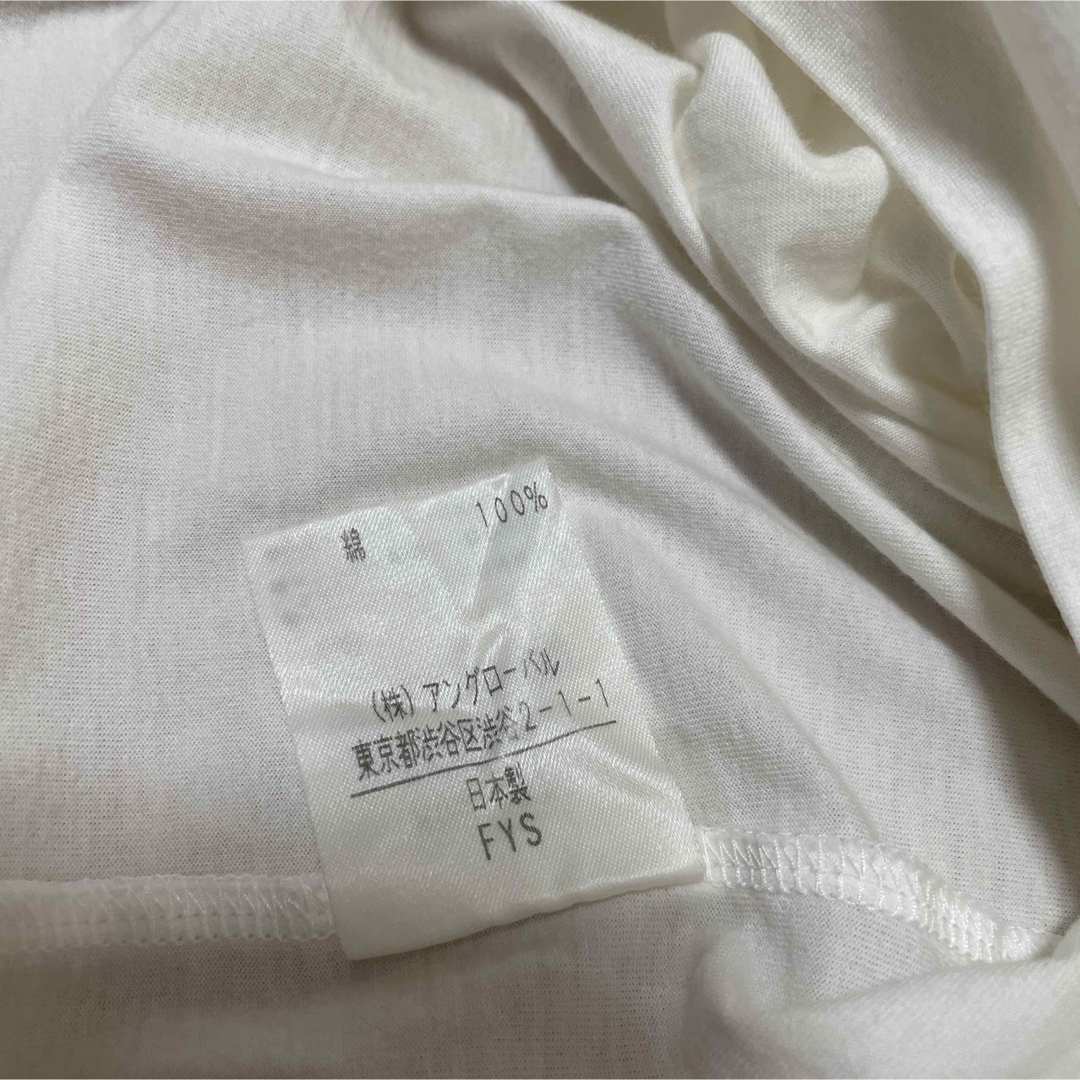 綿 100%
(株) アングローバル
東京都渋谷区渋谷2-1-1
日本製
FYS